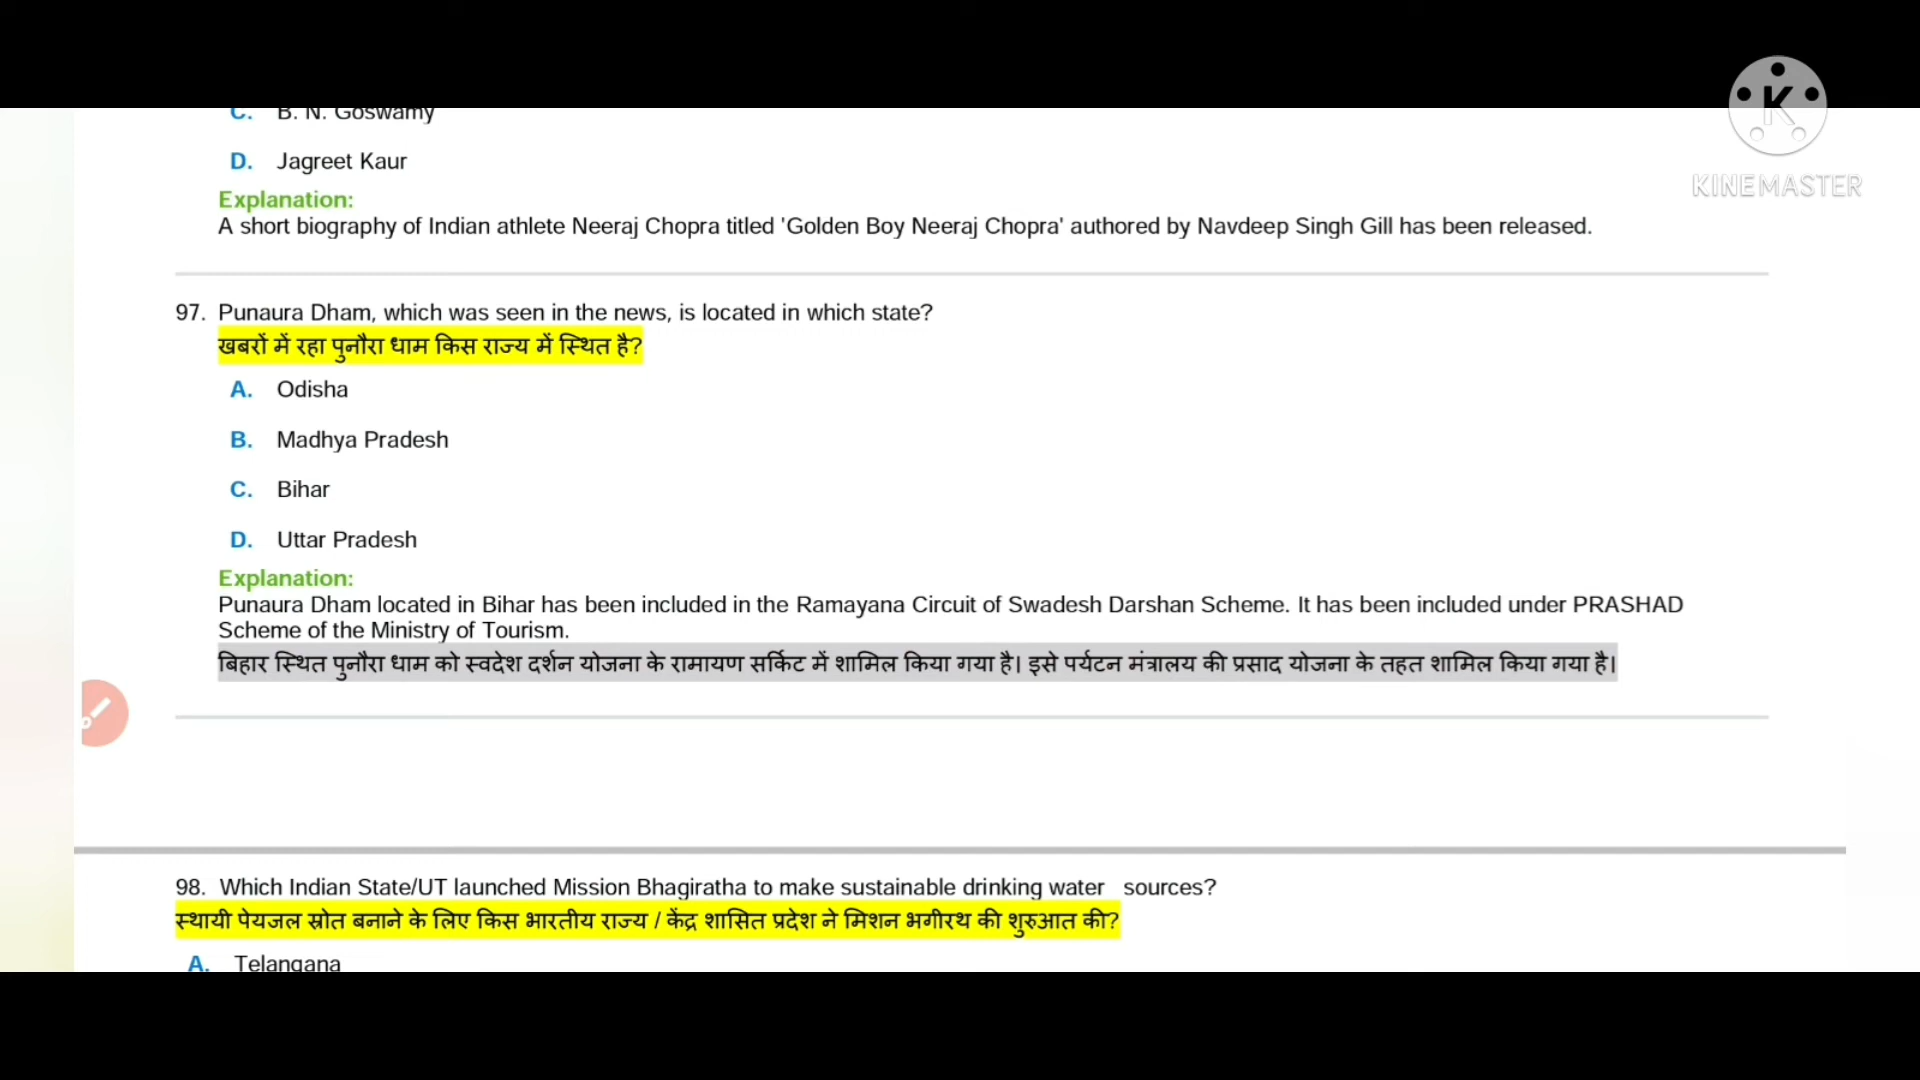 C. B. N. Goswamy
D. Jagreet Kaur
Explanation:
A short biography of Indian athlete Neeraj Chopra titled 'Golden Boy Neeraj Chopra' authored by Navdeep Singh Gill has been released.
KINEMASTER
97. Punaura Dham, which was seen in the news, is located in which state?
खबरों में रहा पुनौरा धाम किस राज्य में स्थित है?
A. Odisha
B. Madhya Pradesh
C. Bihar
D. Uttar Pradesh
Explanation:
Punaura Dham located in Bihar has been included in the Ramayana Circuit of Swadesh Darshan Scheme. It has been included under PRASHAD
Scheme of the Ministry of Tourism.
बिहार स्थित पुनौरा धाम को स्वदेश दर्शन योजना के रामायण सर्किट में शामिल किया गया है। इसे पर्यटन मंत्रालय की प्रसाद योजना के तहत शामिल किया गया है।
98. Which Indian State/UT launched Mission Bhagiratha to make sustainable drinking water sources?
स्थायी पेयजल स्रोत बनाने के लिए किस भारतीय राज्य / केंद्र शासित प्रदेश ने मिशन भगीरथ की शुरुआत की?
A. Telangana